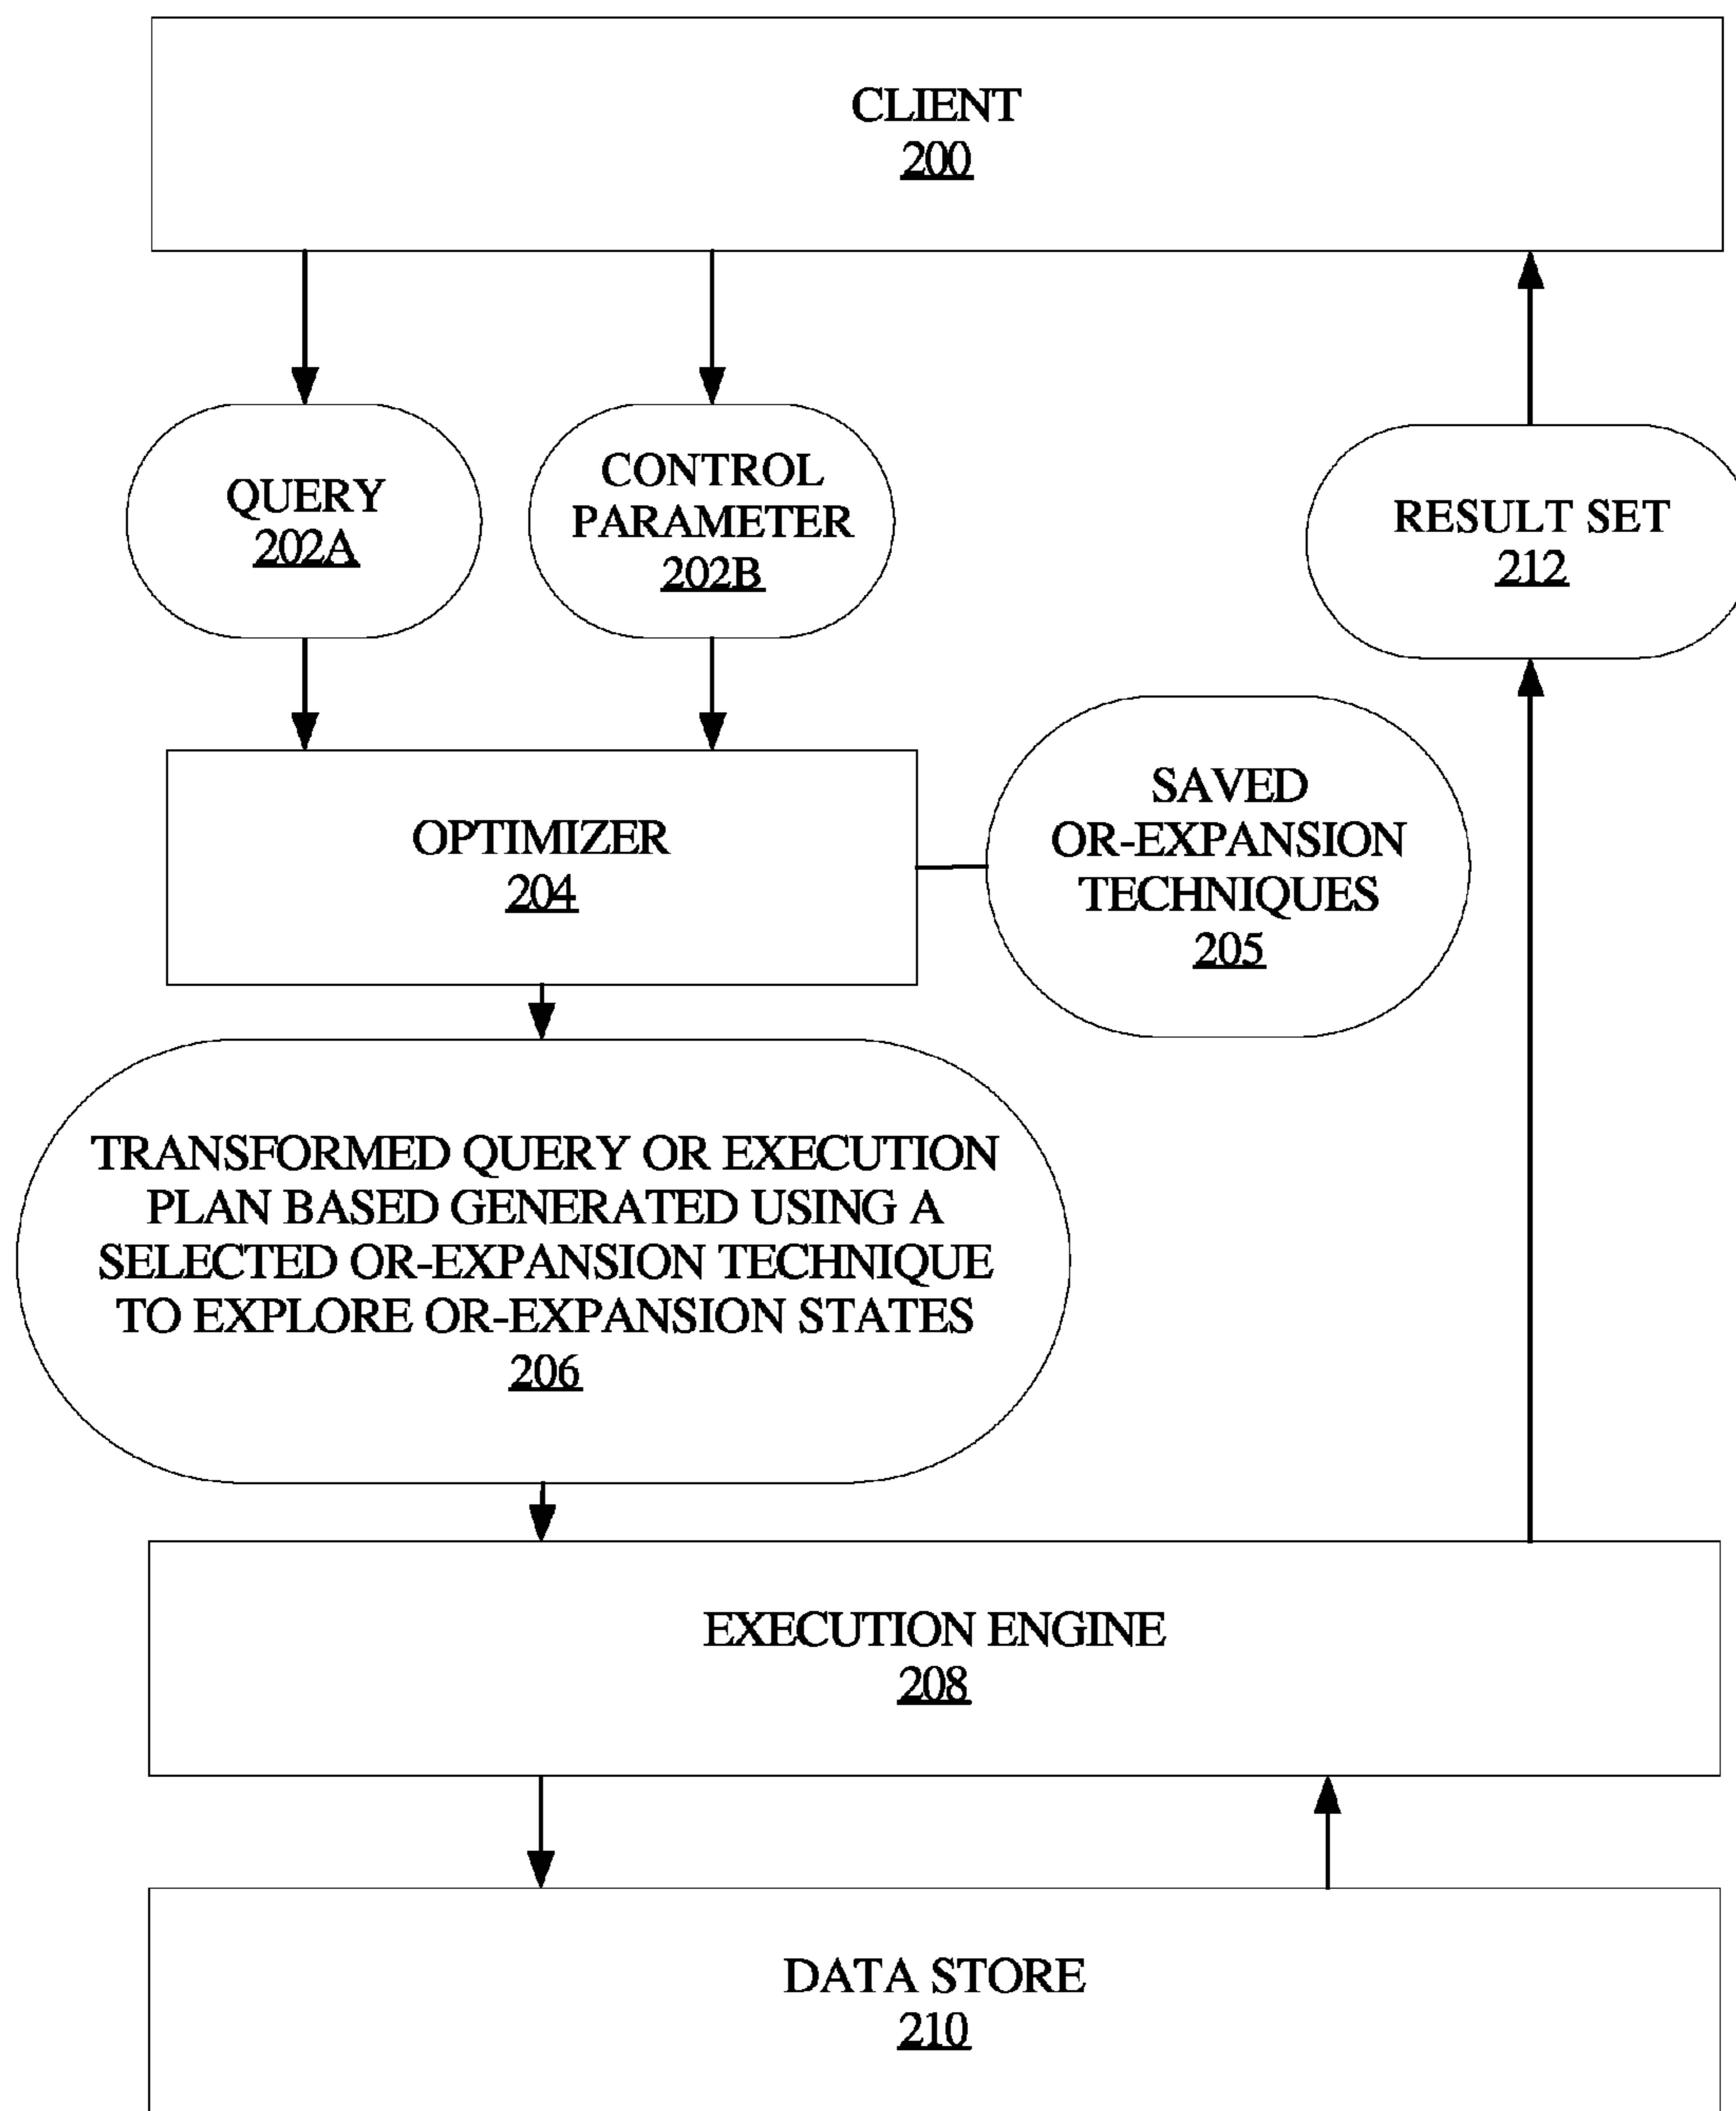 CLIENT
200
QUERY
202A
CONTROL
PARAMETER
202B
RESULT SET
212
OPTIMIZER
204
SAVED
OR-EXPANSION
TECHNIQUES
205
TRANSFORMED QUERY OR EXECUTION
PLAN BASED GENERATED USING A
SELECTED OR-EXPANSION TECHNIQUE
TO EXPLORE OR-EXPANSION STATES
206
EXECUTION ENGINE
208
DATA STORE
210